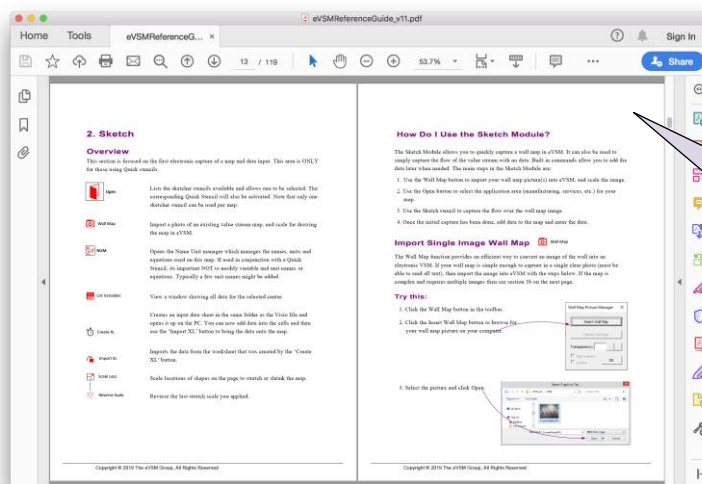 eVSMReferenceGuide_v11.pdf
Home Tools eVSMReferenceG... × Sign In
13 / 119 53.7% Share
2. Sketch
Overview
This section is focused on the first electronic capture of a map and data input. This area is ONLY
for those using Quick stencils
Open
Lists the sketcher stencils available and allows one to be selected. The
corresponding Quick Stencil will also be activated. Note that only one
sketcher stencil can be used per map.
Wall Map
Import a photo of an existing value stream map, and scale for drawing
the map in eVSM.
NUM
Opens the Name Unit manager which manages the names, units and
equations used on this map. If used in conjunction with a Quick
Stencil, its important NOT to modify variable and unit names or
equations. Typically a few unit names might be added.
List Variables
View a window showing all data for the selected center.
Create XL
Creates an input data sheet in the same folder as the Visio file and
opens it up on the PC. You can now add data into the cells and then
use the "Import XL" button to bring the data onto the map.
Import XL
Imports the data from the worksheet that was created by the "Create
XL" button.
Scale Locs
Scale locations of shapes on the page to stretch or shrink the map.
Reverse Scale
Reverse the last stretch scale you applied.
Copyright © 2019 The eVSM Group, All Rights Reserved
How Do I Use the Sketch Module?
The Sketch Module allows you to quickly capture a wall map in eVSM. It can also be used to
simply capture the flow of the value stream with no data. Built in commands allow you to add the
data later when needed. The main steps in the Sketch Module are:
1. Use the Wall Map button to import your wall map picture(s) into eVSM, and scale the image.
2. Use the Open button to select the application area (manufacturing, services, etc.) for your
map.
3. Use the Sketch stencil to capture the flow over the wall map image.
4. Once the initial capture has been done, add data to the map and enter the data.
Import Single Image Wall Map Wall Map
The Wall Map function provides an efficient way to convert an image of the wall into an
electronic VSM. If your wall map is simple enough to capture in a single clear photo (must be
able to read all text), then import the image into eVSM with the steps below. If the map is
complex and requires multiple images then see section 1b on the next page.
Try this:
1. Click the Wall Map button in the toolbar.
2. Click the Insert Wall Map button to browse for
your wall map picture on your computer.
Wall Map Picture Manager X
Insert Wall Map
Transparency:
OK
3. Select the picture and click Open.
Copyright © 2019 The eVSM Group, All Rights Reserved